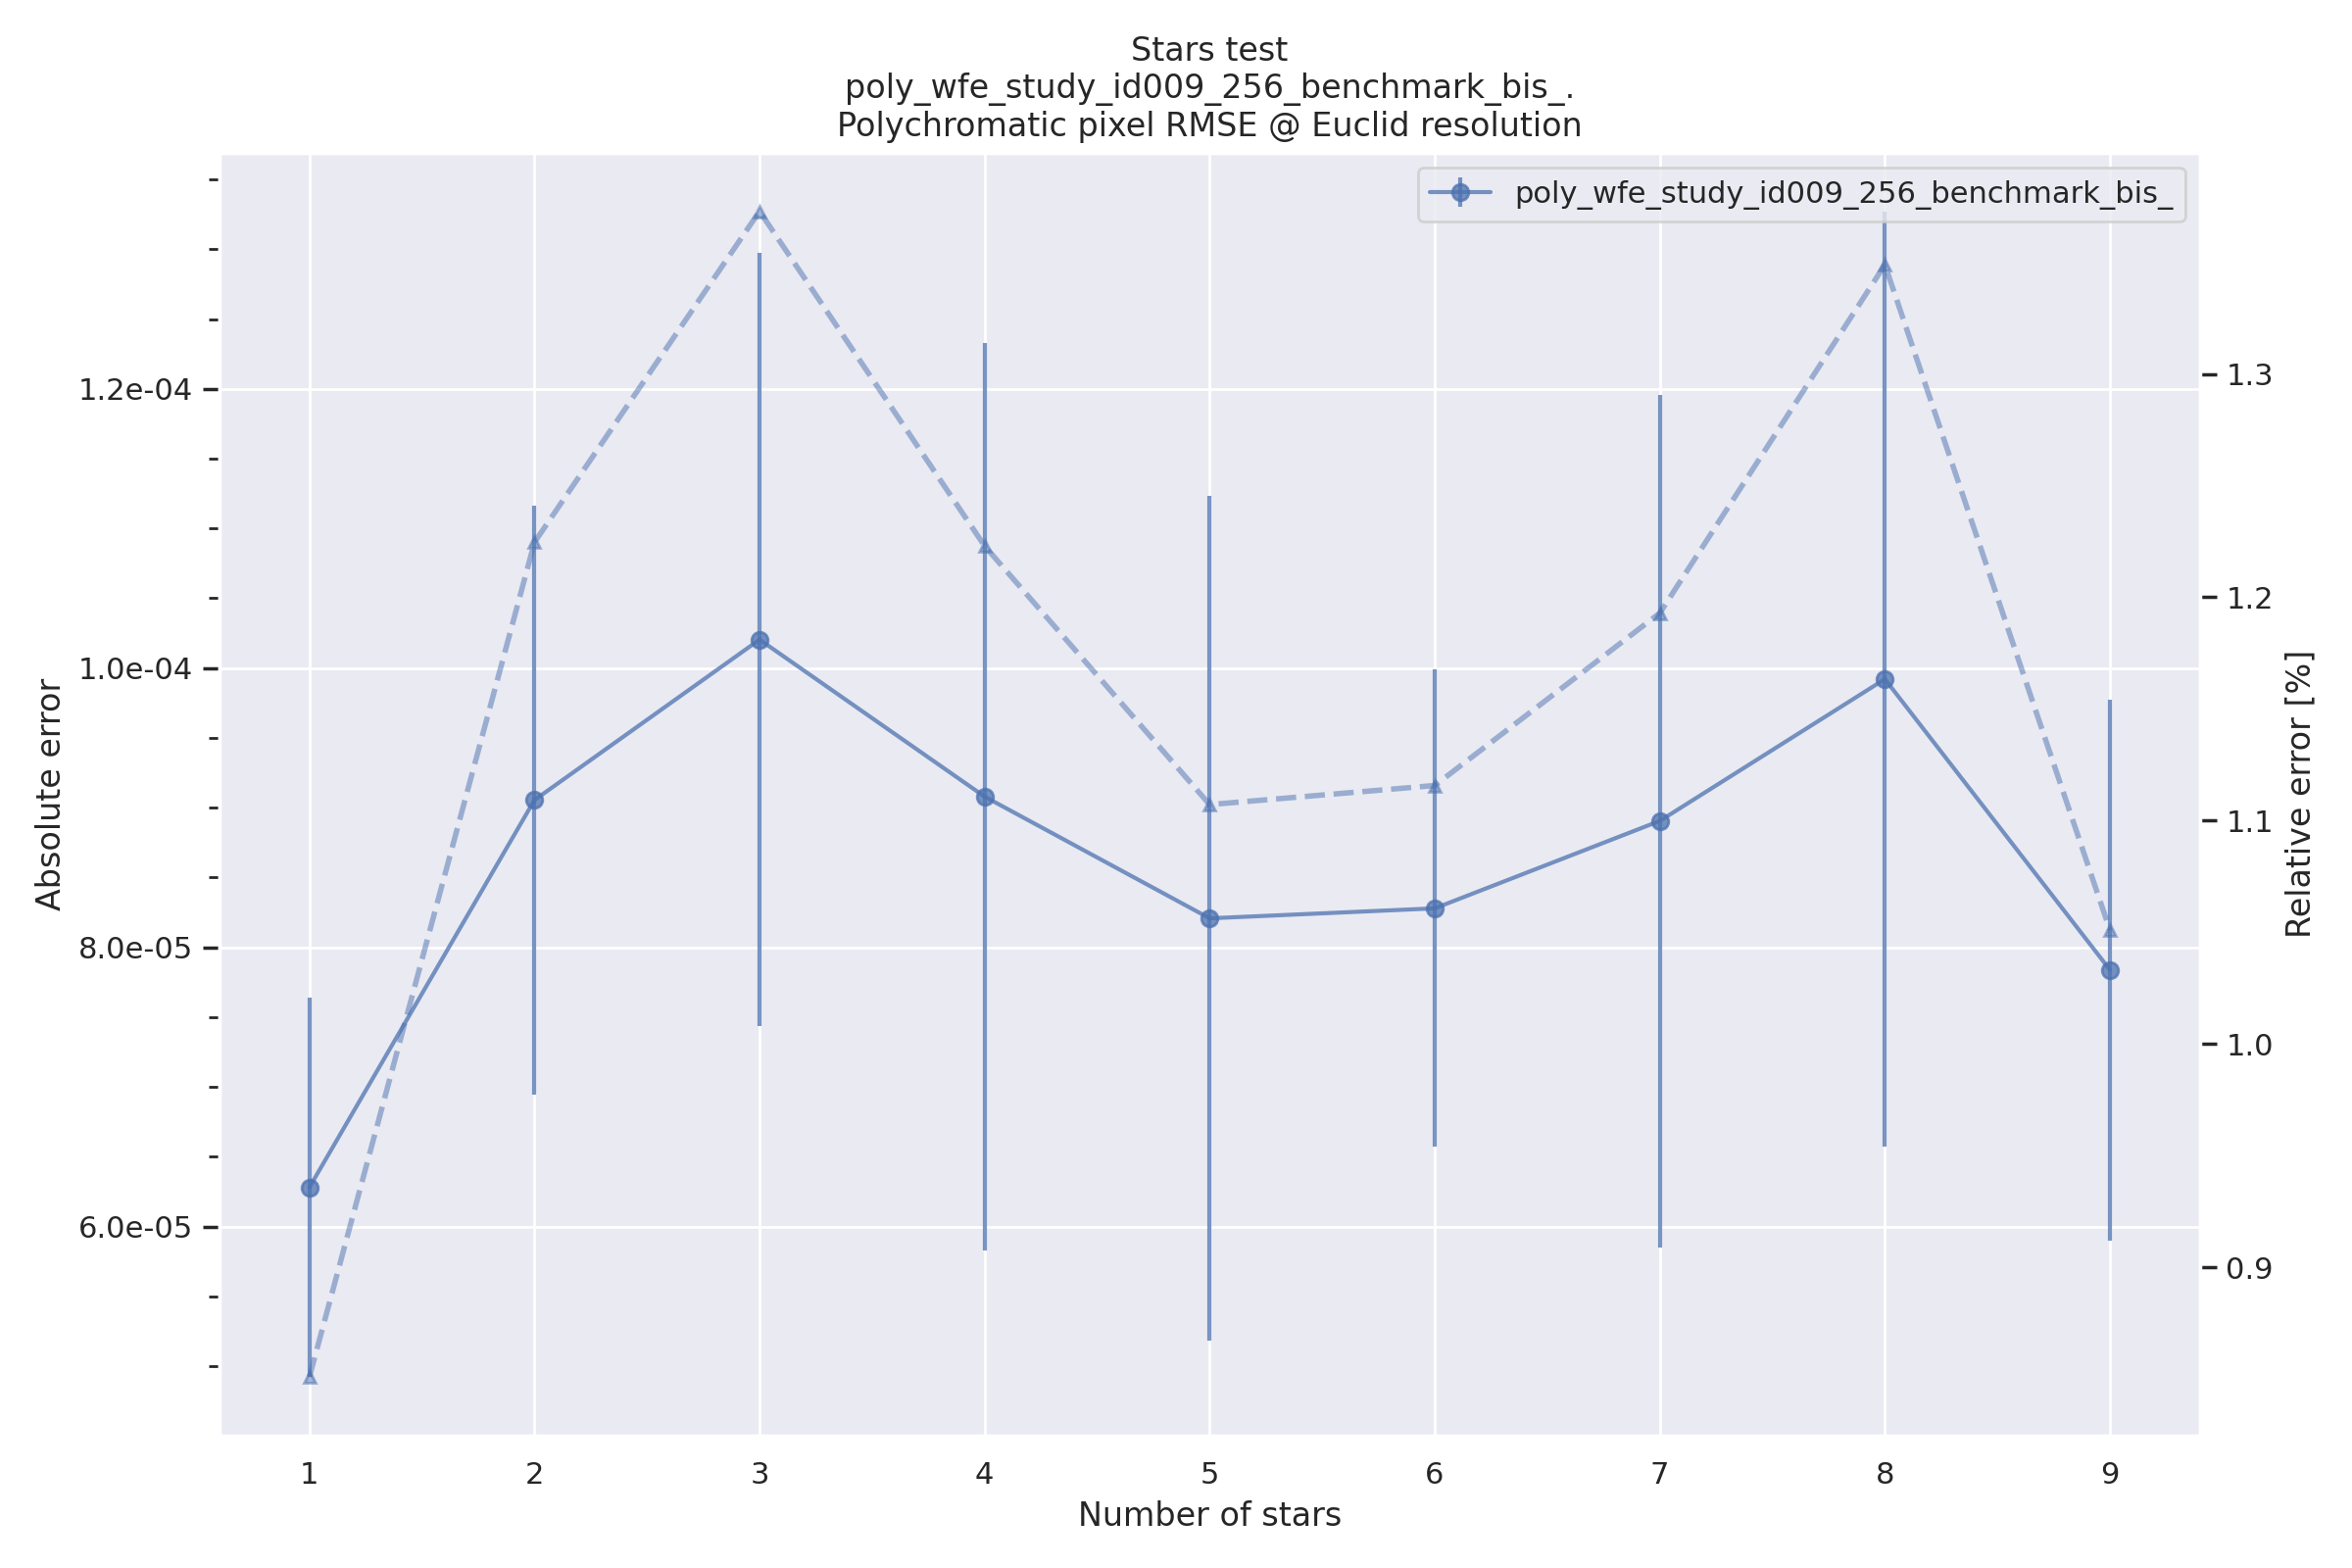 Stars test
poly_wfe_study_id009_256_benchmark_bis_.
Polychromatic pixel RMSE @ Euclid resolution
poly_wfe_study_id009_256_benchmark_bis_
Absolute error
1.2e-04
1.0e-04
8.0e-05
6.0e-05
Relative error [%]
1.3
1.2
1.1
1.0
0.9
1 2 3 4 5 6 7 8 9
Number of stars